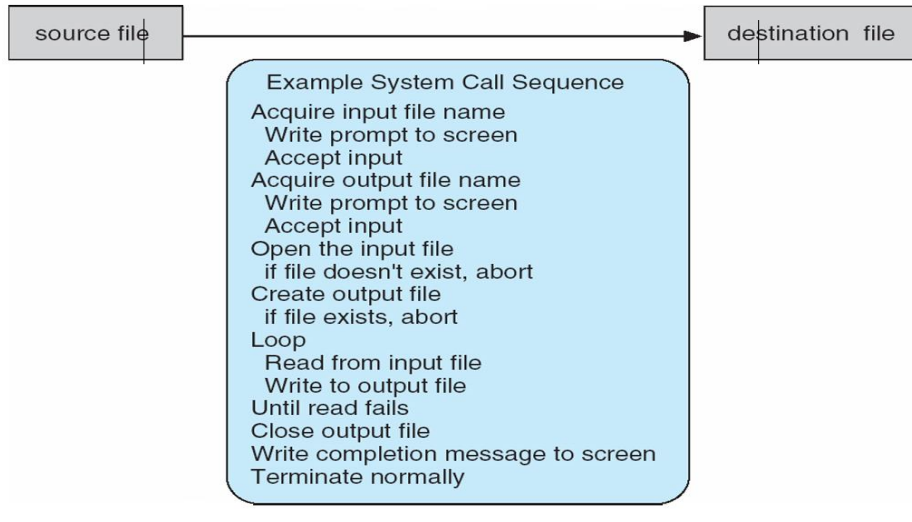 source file
destination file
Example System Call Sequence
Acquire input file name
Write prompt to screen
Accept input
Acquire output file name
Write prompt to screen
Accept input
Open the input file
if file doesn't exist, abort
Create output file
if file exists, abort
Loop
Read from input file
Write to output file
Until read fails
Close output file
Write completion message to screen
Terminate normally